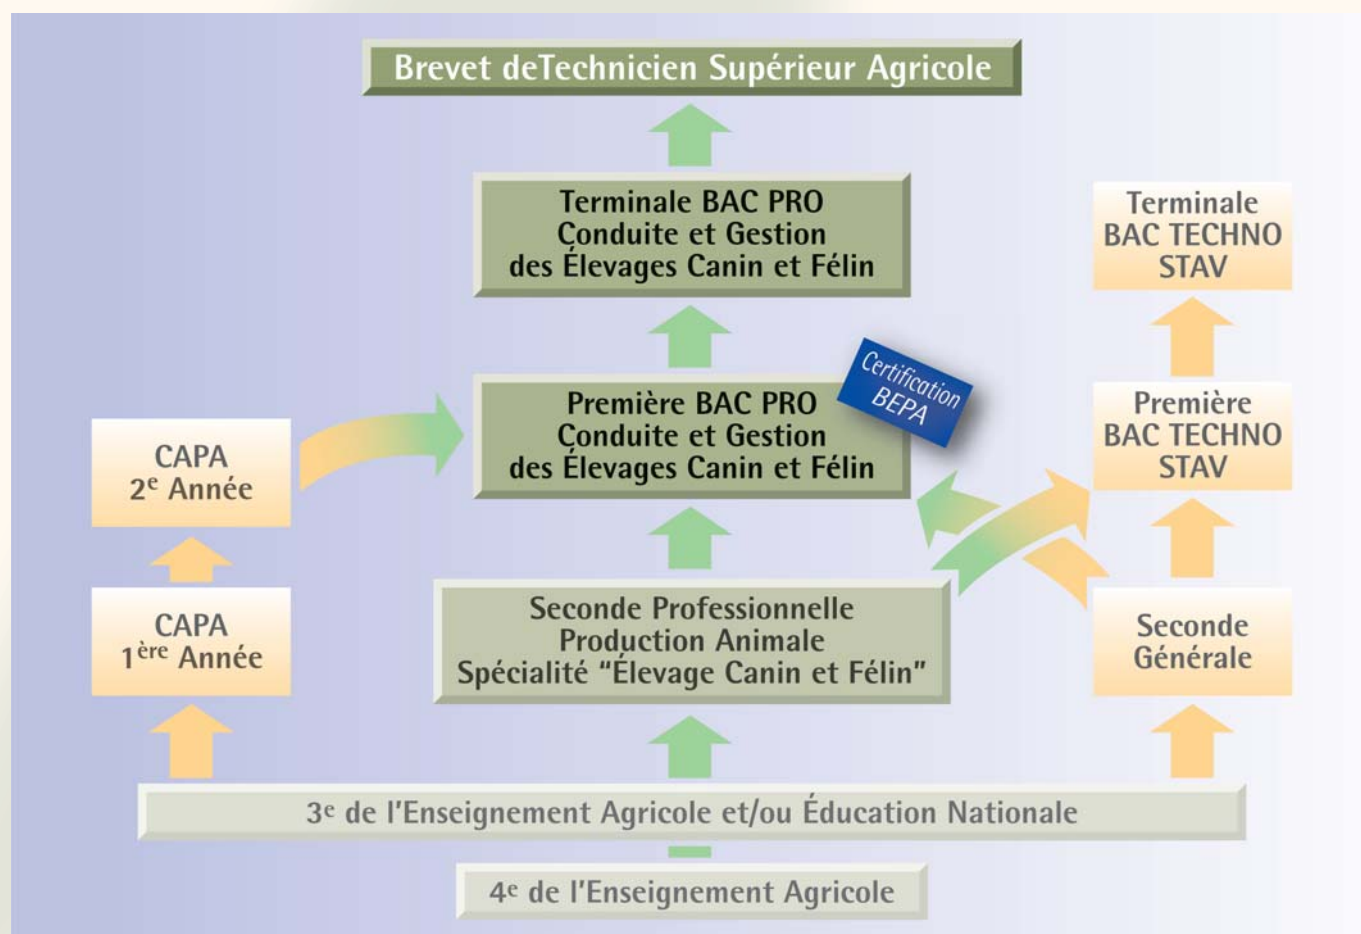 Brevet deTechnicien Supérieur Agricole
Terminale BAC PRO
Conduite et Gestion
des Élevages Canin et Félin
Terminale
BAC TECHNO
STAV
Certification
BEPA
Première BAC PRO
Conduite et Gestion
des Élevages Canin et Félin
Première
BAC TECHNO
STAV
CAPA
2e Année
CAPA
1ère Année
Seconde Professionnelle
Production Animale
Spécialité “Élevage Canin et Félin”
Seconde
Générale
3e de l'Enseignement Agricole et/ou Éducation Nationale
4e de l'Enseignement Agricole